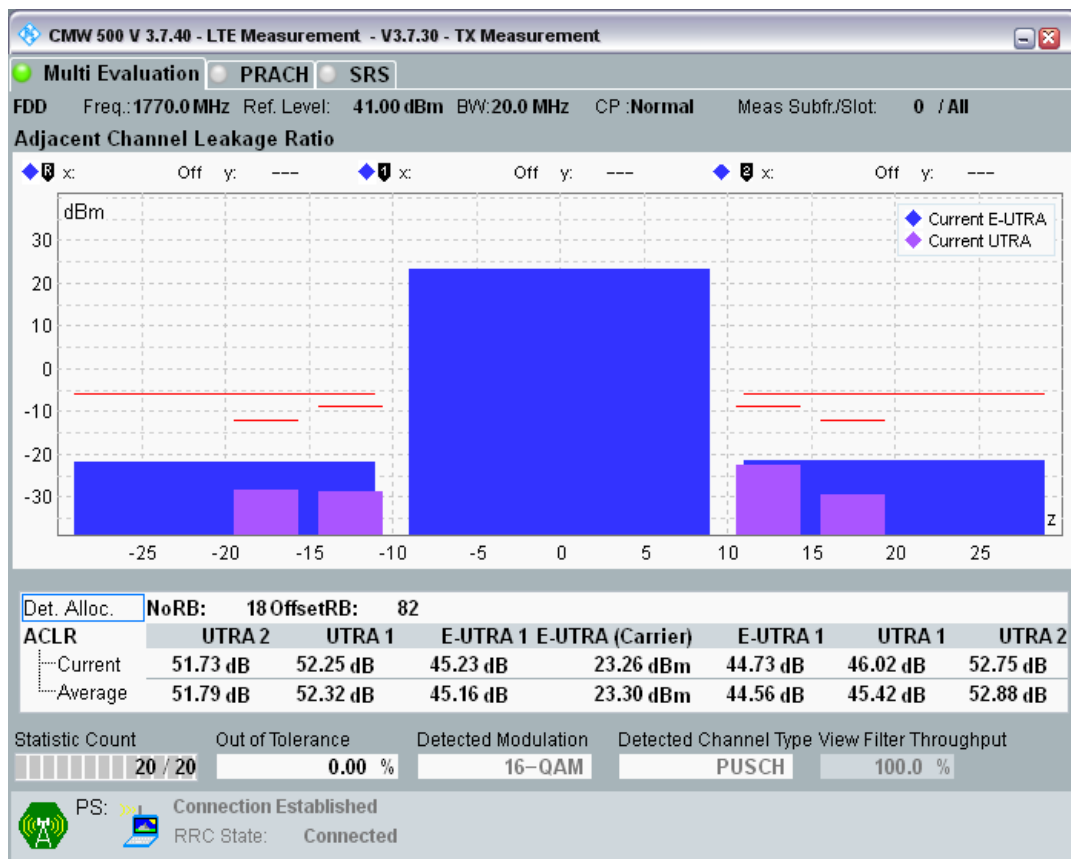 CMW 500 V 3.7.40 - LTE Measurement - V3.7.30 - TX Measurement
Multi Evaluation PRACH SRS
FDD Freq.:1770.0 MHz Ref. Level: 41.00 dBm BW:20.0 MHz CP :Normal Meas Subfr./Slot: 0 / All
Adjacent Channel Leakage Ratio
R x: Off y: --- 1 x: Off y: --- 2 x: Off y: ---
dBm
Current E-UTRA
Current UTRA
30
20
10
0
-10
-20
-30
z
-25 -20 -15 -10 -5 0 5 10 15 20 25
Det. Alloc. NoRB: 18 OffsetRB: 82
ACLR UTRA 2 UTRA 1 E-UTRA 1 E-UTRA (Carrier) E-UTRA 1 UTRA 1 UTRA 2
Current 51.73 dB 52.25 dB 45.23 dB 23.26 dBm 44.73 dB 46.02 dB 52.75 dB
Average 51.79 dB 52.32 dB 45.16 dB 23.30 dBm 44.56 dB 45.42 dB 52.88 dB
Statistic Count Out of Tolerance Detected Modulation Detected Channel Type View Filter Throughput
20 / 20 0.00 % 16-QAM PUSCH 100.0 %
PS: Connection Established
RRC State: Connected